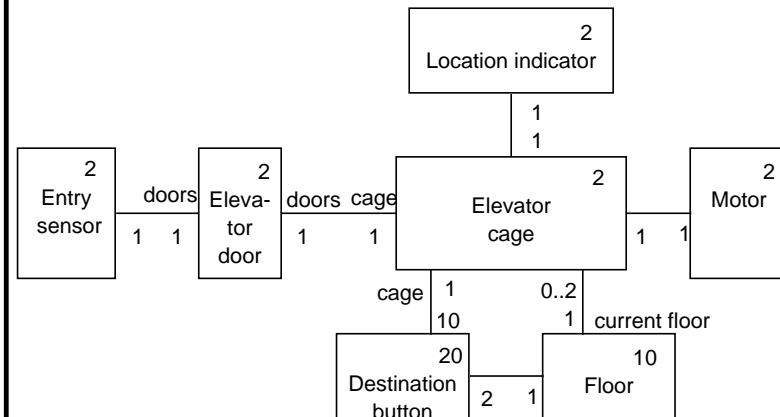 2
Location indicator
1
1
2
Entry
sensor
doors
1
1
2
Eleva-
tor
door
doors
cage
1
1
2
Elevator
cage
1
1
2
Motor
cage
1
10
0..2
1
current floor
20
Destination
button
2
1
10
Floor